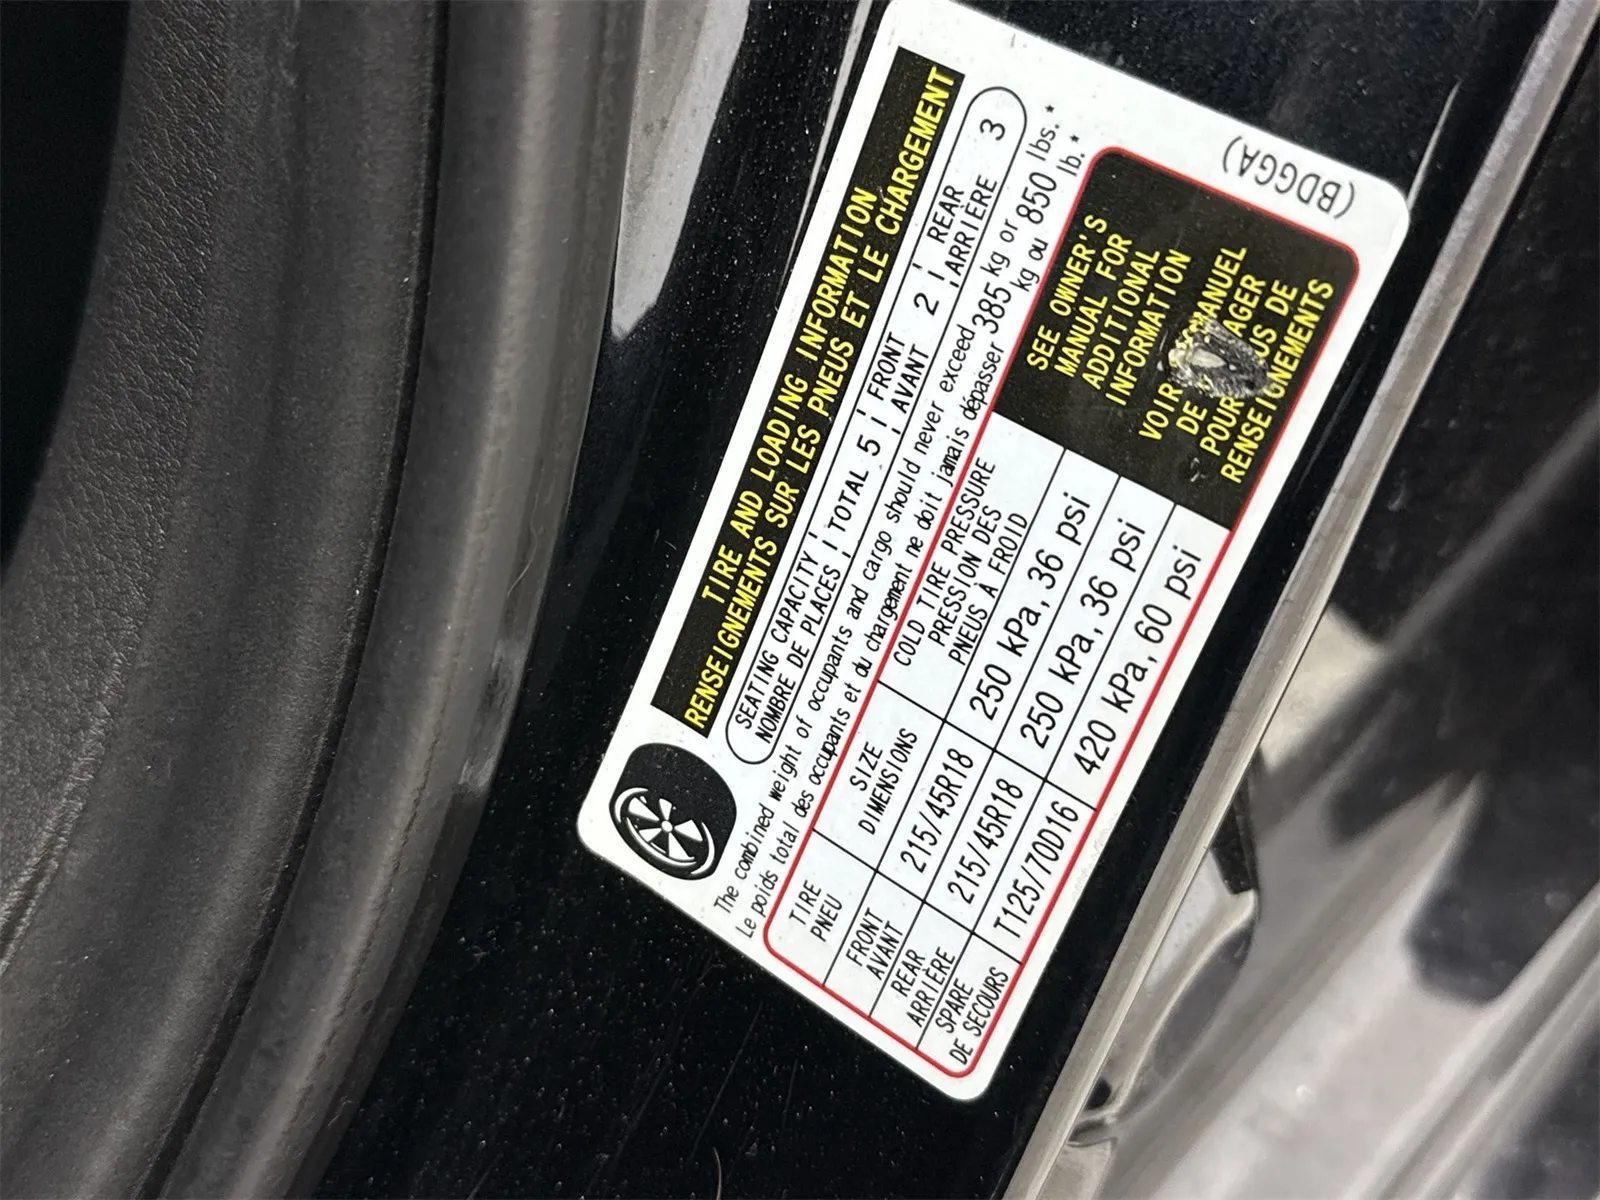 TIRE AND LOADING INFORMATION
RENSEIGNEMENTS SUR LES PNEUS ET LE CHARGEMENT
SEATING CAPACITY TOTAL 5 FRONT 2 REAR 3
NOMBRE DE PLACES AVANT ARRIÈRE
The combined weight of occupants and cargo should never exceed 385 kg or 850 lbs.*
Le poids total des occupants et du chargement ne doit jamais dépasser kg ou lb.*
TIRE
PNEU
SIZE
DIMENSIONS
COLD TIRE PRESSURE
PRESSION DES
PNEUS À FROID
FRONT
AVANT
215/45R18
250 kPa, 36 psi
REAR
ARRIÈRE
215/45R18
250 kPa, 36 psi
SPARE
DE SECOURS
T125/70D16
420 kPa, 60 psi
SEE OWNER'S
MANUAL FOR
ADDITIONAL
INFORMATION
VOIR MANUEL
DE
POUR US DE
RENSEIGNEMENTS
(BDGGA)